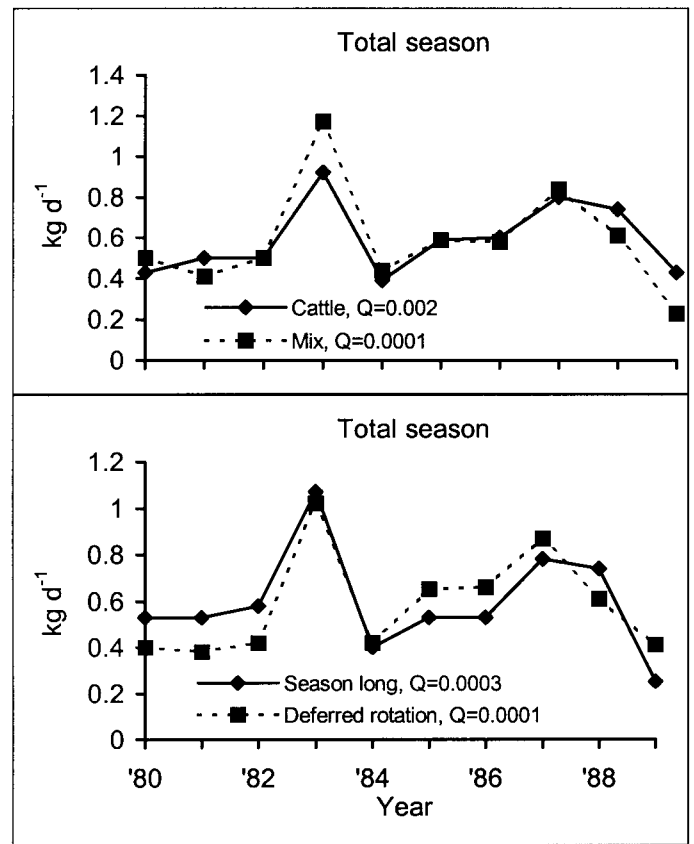 Total season
1.4
1.2
1
0.8
0.6
0.4
0.2
0
kg d⁻¹
Cattle, Q=0.002
Mix, Q=0.0001
Total season
1.2
1
0.8
0.6
0.4
0.2
0
kg d⁻¹
Season long, Q=0.0003
Deferred rotation, Q=0.0001
'80 '82 '84 '86 '88
Year